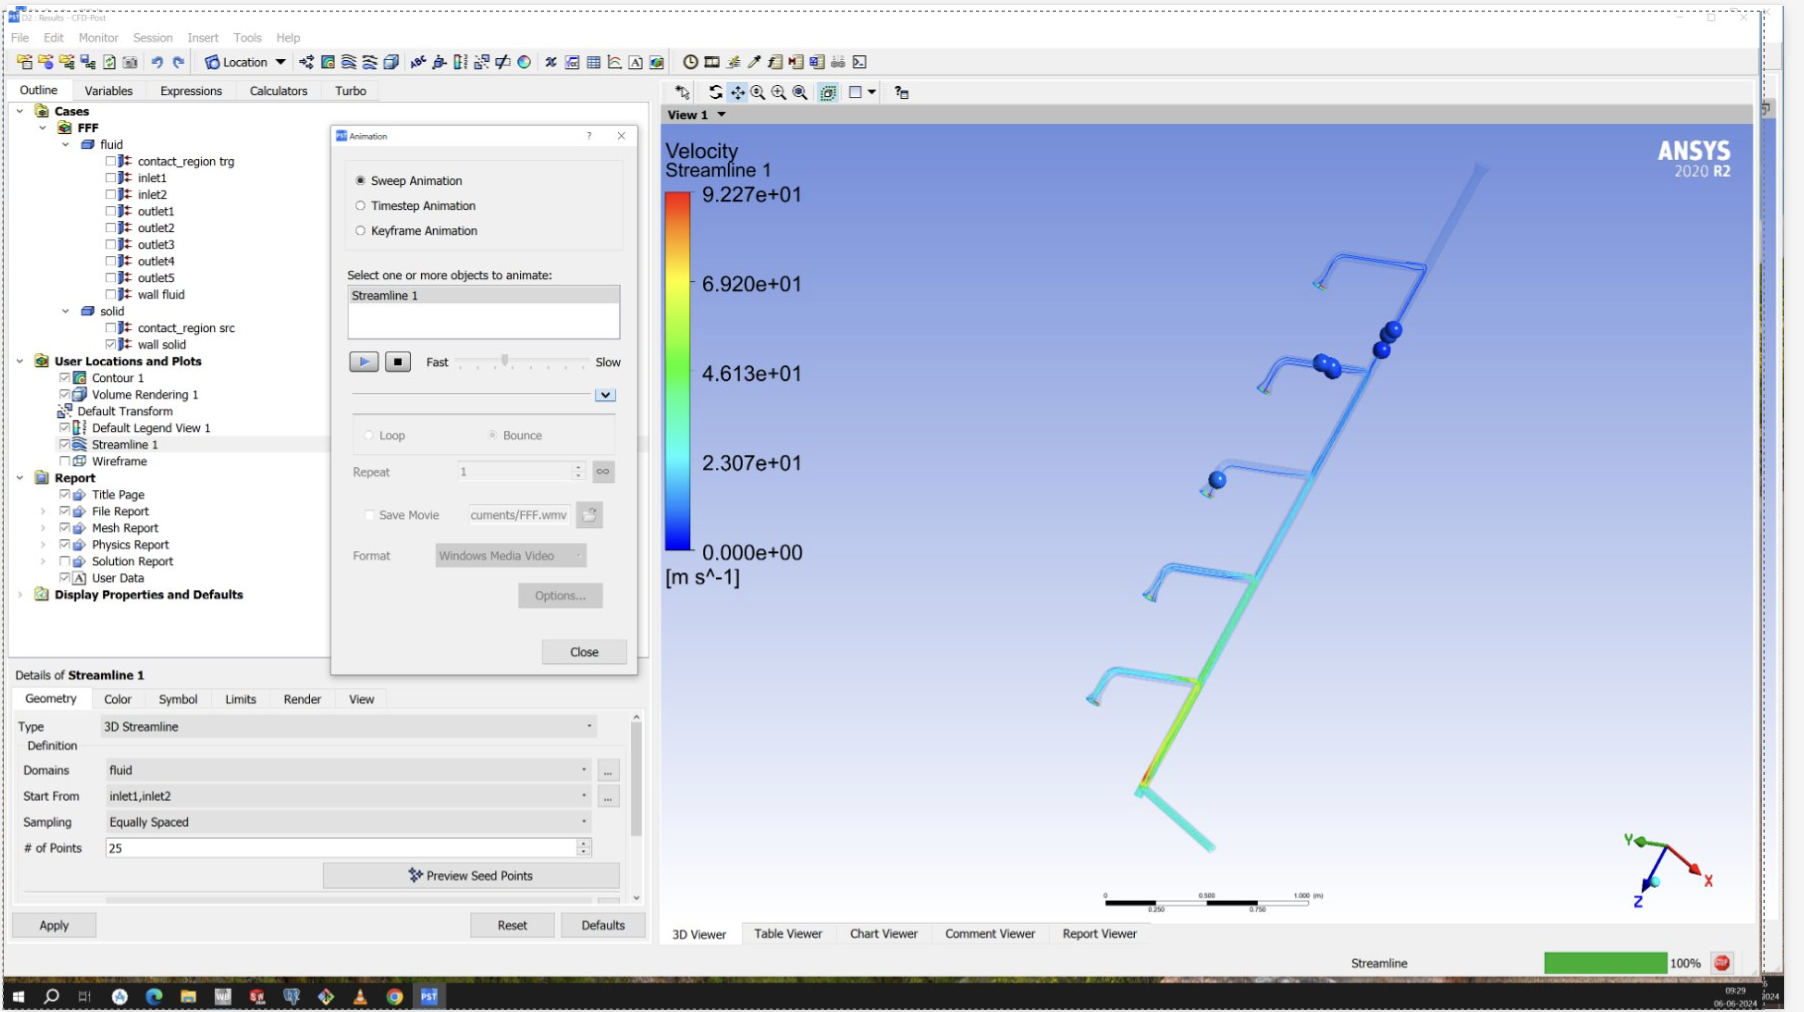 D2 : Results - CFD-Post
File Edit Monitor Session Insert Tools Help
Location
Outline Variables Expressions Calculators Turbo
Cases
FFF
fluid
contact_region trg
inlet1
inlet2
outlet1
outlet2
outlet3
outlet4
outlet5
wall fluid
solid
contact_region src
wall solid
User Locations and Plots
Contour 1
Volume Rendering 1
Default Transform
Default Legend View 1
Streamline 1
Wireframe
Report
Title Page
File Report
Mesh Report
Physics Report
Solution Report
User Data
Display Properties and Defaults
Animation
Sweep Animation
Timestep Animation
Keyframe Animation
Select one or more objects to animate:
Streamline 1
Fast Slow
Loop Bounce
Repeat 1
Save Movie cuments/FFF.wmv
Format Windows Media Video
Options...
Close
Details of Streamline 1
Geometry Color Symbol Limits Render View
Type 3D Streamline
Definition
Domains fluid ...
Start From inlet1,inlet2 ...
Sampling Equally Spaced
# of Points 25
Preview Seed Points
Apply Reset Defaults
View 1
Velocity
Streamline 1
9.227e+01
6.920e+01
4.613e+01
2.307e+01
0.000e+00
[m s^-1]
ANSYS
2020 R2
Y
X
Z
0 0.500 1.000 (m)
0.250 0.750
3D Viewer Table Viewer Chart Viewer Comment Viewer Report Viewer
Streamline 100%
PST
09:29
06-06-2024